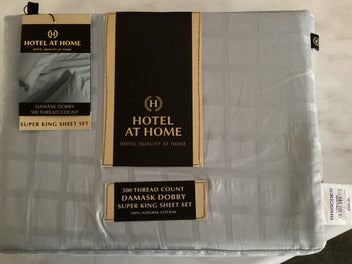 HOTEL AT HOME
HOTEL QUALITY AT HOME
DAMASK DOBBY
500 THREAD COUNT
SUPER KING SHEET SET
H
HOTEL
AT HOME
HOTEL QUALITY AT HOME
500 THREAD COUNT
DAMASK DOBBY
SUPER KING SHEET SET
100% NATURAL COTTON
BRISCOES